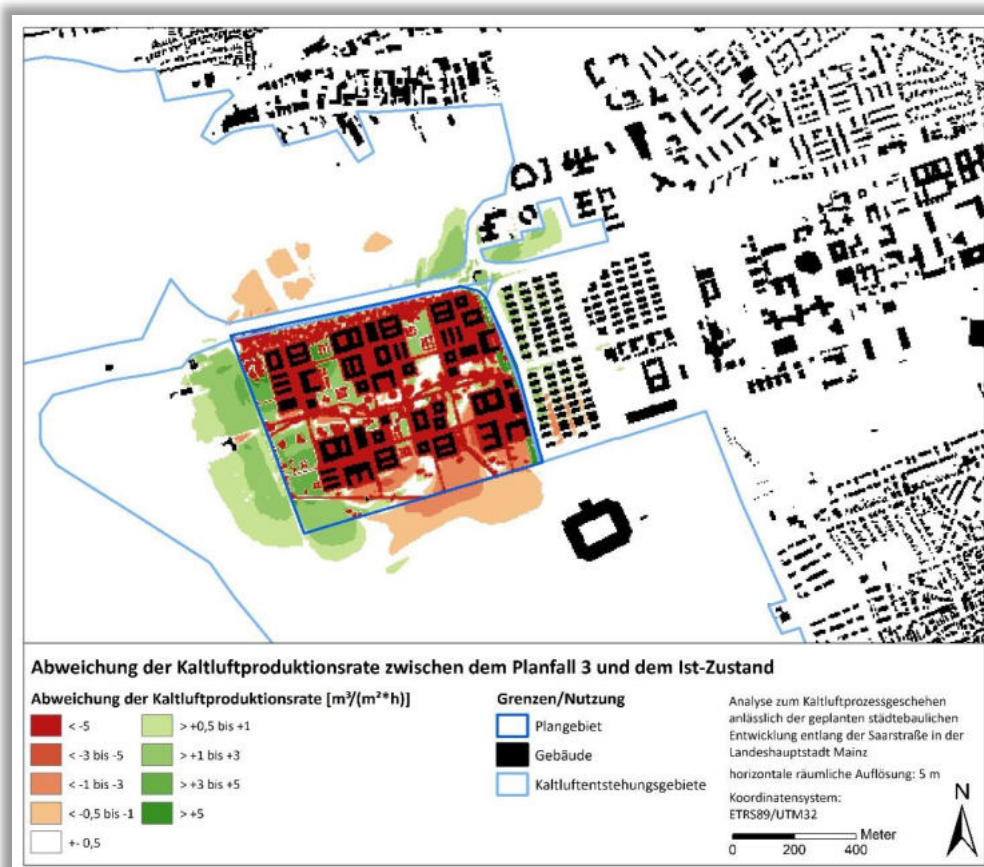 Abweichung der Kaltluftproduktionsrate zwischen dem Planfall 3 und dem Ist-Zustand
Abweichung der Kaltluftproduktionsrate [m³/(m²*h)]
< -5
< -3 bis -5
< -1 bis -3
< -0,5 bis -1
+- 0,5
> +0,5 bis +1
> +1 bis +3
> +3 bis +5
> +5
Grenzen/Nutzung
Plangebiet
Gebäude
Kaltluftentstehungsgebiete
Analyse zum Kaltluftprozessgeschehen
anlässlich der geplanten städtebaulichen
Entwicklung entlang der Saarstraße in der
Landeshauptstadt Mainz
horizontale räumliche Auflösung: 5 m
Koordinatensystem:
ETRS89/UTM32
Meter
0 200 400
N